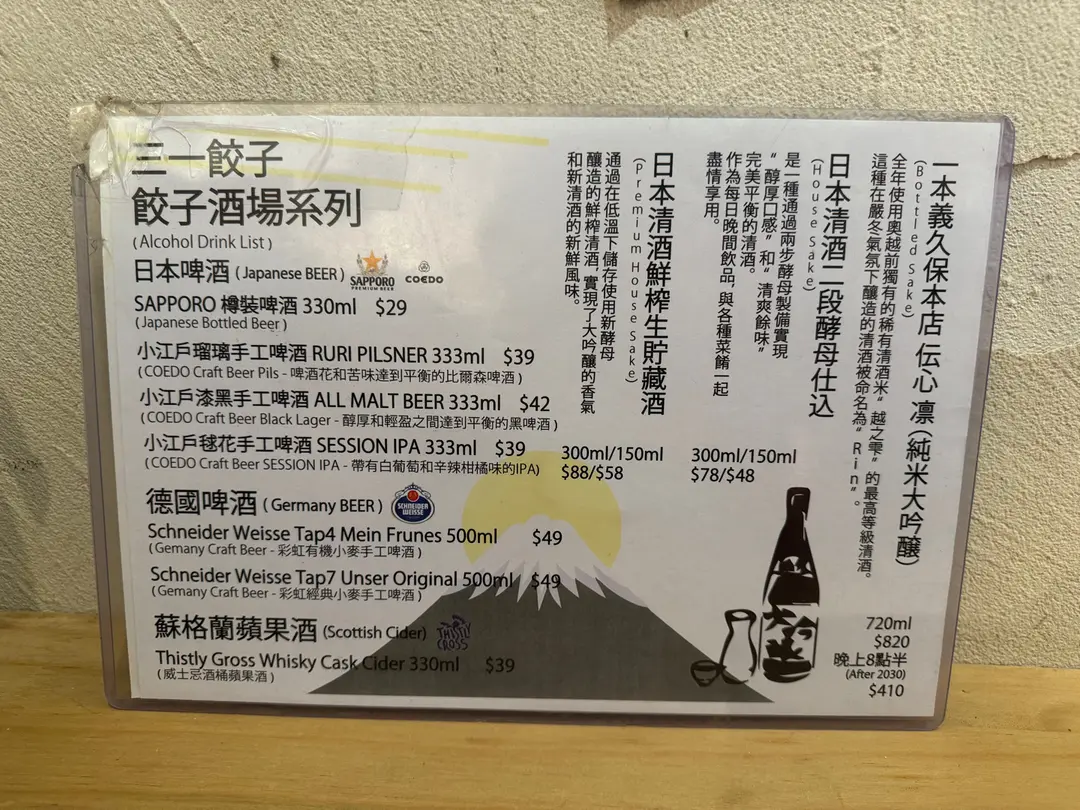 三一餃子
餃子酒場系列
(Alcohol Drink List)
日本啤酒 (Japanese BEER)
SAPPORO
PREMIUM BEER
COEDO
SAPPORO 樽裝啤酒 330ml $29
(Japanese Bottled Beer)
小江戶瑠璃手工啤酒 RURI PILSNER 333ml $39
(COEDO Craft Beer Pils - 啤酒花和苦味達到平衡的比爾森啤酒)
小江戶漆黑手工啤酒 ALL MALT BEER 333ml $42
(COEDO Craft Beer Black Lager - 醇厚和輕盈之間達到平衡的黑啤酒)
小江戶毬花手工啤酒 SESSION IPA 333ml $39
(COEDO Craft Beer SESSION IPA - 帶有白葡萄和辛辣柑橘味的IPA)
德國啤酒 (Germany BEER)
SCHNEIDER
WEISSE
Schneider Weisse Tap4 Mein Frunes 500ml $49
(Gemany Craft Beer - 彩虹有機小麥手工啤酒)
Schneider Weisse Tap7 Unser Original 500ml $49
(Gemany Craft Beer - 彩虹經典小麥手工啤酒)
蘇格蘭蘋果酒 (Scottish Cider)
THISTLY
CROSS
Thistly Gross Whisky Cask Cider 330ml $39
(威士忌酒桶蘋果酒)
一本義久保本店 伝心 凛(純米大吟醸)
(Bottled Sake)
全年使用奧越前獨有的稀有清酒米“越之雫”的最高等級清酒。
這種在嚴冬氣氛下釀造的清酒被命名為“Rin”。
720ml
$820
晚上8點半
(After 2030)
$410
日本清酒二段酵母仕込
(House Sake)
是一種通過兩步酵母製備實現
“醇厚口感”和“清爽餘味”
完美平衡的清酒。
作為每日晚間飲品，與各種菜餚一起
盡情享用。
300ml/150ml
$78/$48
日本清酒鮮榨生貯藏酒
(Premium House Sake)
通過在低溫下儲存使用新酵母
釀造的鮮榨清酒，實現了大吟釀的香氣
和新清酒的新鮮風味。
300ml/150ml
$88/$58